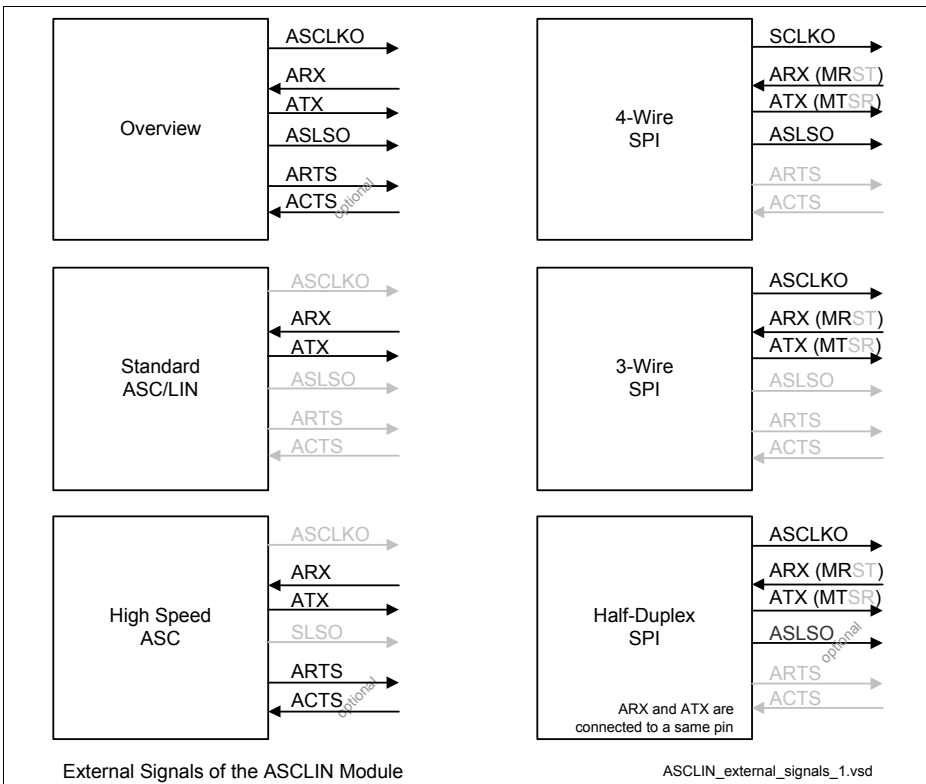 Overview
ASCLKO
ARX
ATX
ASLSO
ARTS
ACTS
optional
4-Wire
SPI
SCLKO
ARX (MRST)
ATX (MTSR)
ASLSO
ARTS
ACTS
Standard
ASC/LIN
ASCLKO
ARX
ATX
ASLSO
ARTS
ACTS
3-Wire
SPI
ASCLKO
ARX (MRST)
ATX (MTSR)
ASLSO
ARTS
ACTS
High Speed
ASC
ASCLKO
ARX
ATX
SLSO
ARTS
ACTS
optional
Half-Duplex
SPI
ARX and ATX are
connected to a same pin
ASCLKO
ARX (MRST)
ATX (MTSR)
ASLSO
optional
ARTS
ACTS
External Signals of the ASCLIN Module
ASCLIN_external_signals_1.vsd